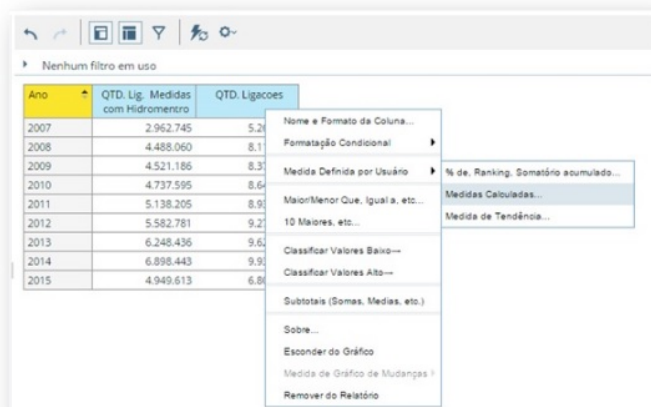 Nenhum filtro em uso
Ano QTD. Lig. Medidas com Hidromentro QTD. Ligacoes
2007 2.962.745
2008 4.488.060
2009 4.521.186
2010 4.737.595
2011 5.138.205
2012 5.582.781
2013 6.248.436
2014 6.898.443
2015 4.949.613
Nome e Formato da Coluna...
Formatação Condicional
Medida Definida por Usuário
Maior/Menor Que, Igual a, etc...
10 Maiores, etc...
Classificar Valores Baixo→
Classificar Valores Alto→
Subtotais (Somas, Medias, etc.)
Sobre...
Esconder do Gráfico
Medida de Gráfico de Mudanças
Remover do Relatório
% de, Ranking, Somatório acumulado...
Medidas Calculadas...
Medida de Tendência...